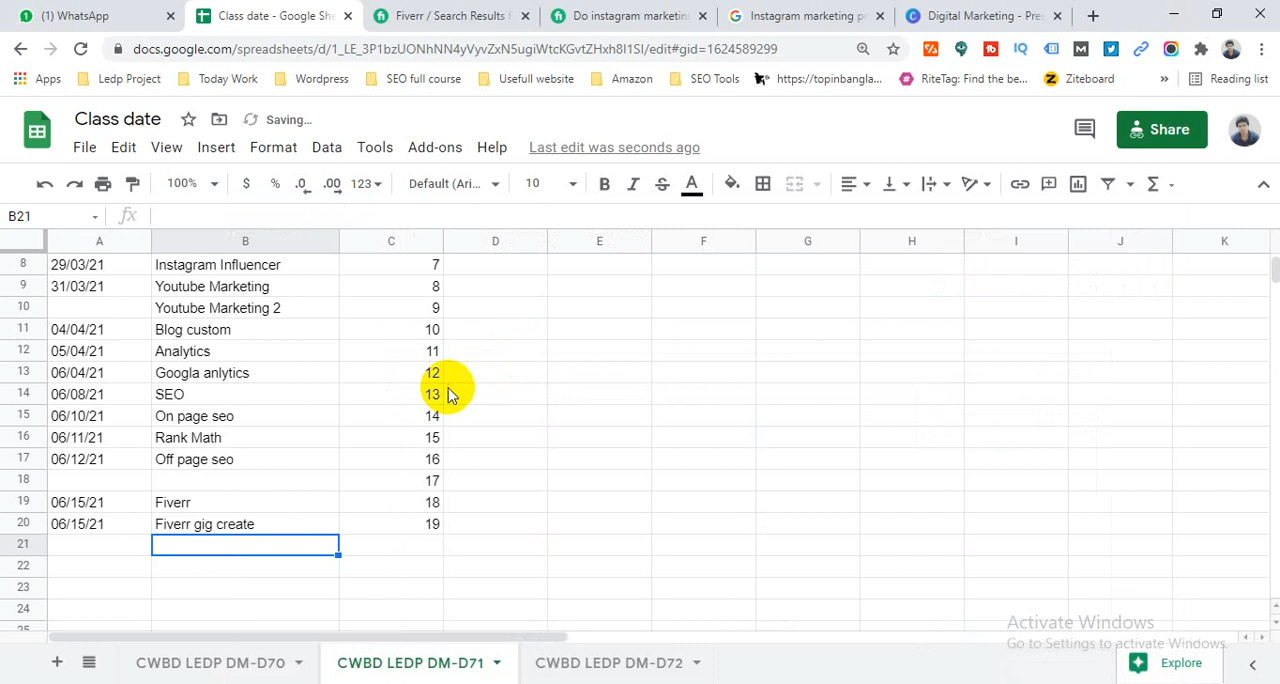 (1) WhatsApp
Class date - Google She
Fiverr / Search Results f
Do instagram marketing
Instagram marketing p
Digital Marketing - Pres
docs.google.com/spreadsheets/d/1_LE_3P1bzUONhNN4yVyvZxN5ugiWtcKGvtZHxh8I1SI/edit#gid=1624589299
Apps
Ledp Project
Today Work
Wordpress
SEO full course
Usefull website
Amazon
SEO Tools
https://topinbangla...
RiteTag: Find the be...
Ziteboard
»
Reading list
Class date
Saving...
Share
File Edit View Insert Format Data Tools Add-ons Help Last edit was seconds ago
100% $ % .0 .00 123 Default (Ari... 10 B I S A
B21 fx
A B C D E F G H I J K
8 29/03/21 Instagram Influencer 7
9 31/03/21 Youtube Marketing 8
10 Youtube Marketing 2 9
11 04/04/21 Blog custom 10
12 05/04/21 Analytics 11
13 06/04/21 Googla anlytics 12
14 06/08/21 SEO 13
15 06/10/21 On page seo 14
16 06/11/21 Rank Math 15
17 06/12/21 Off page seo 16
18 17
19 06/15/21 Fiverr 18
20 06/15/21 Fiverr gig create 19
21
22
23
24
25
Activate Windows
Go to Settings to activate Windows.
CWBD LEDP DM-D70
CWBD LEDP DM-D71
CWBD LEDP DM-D72
Explore